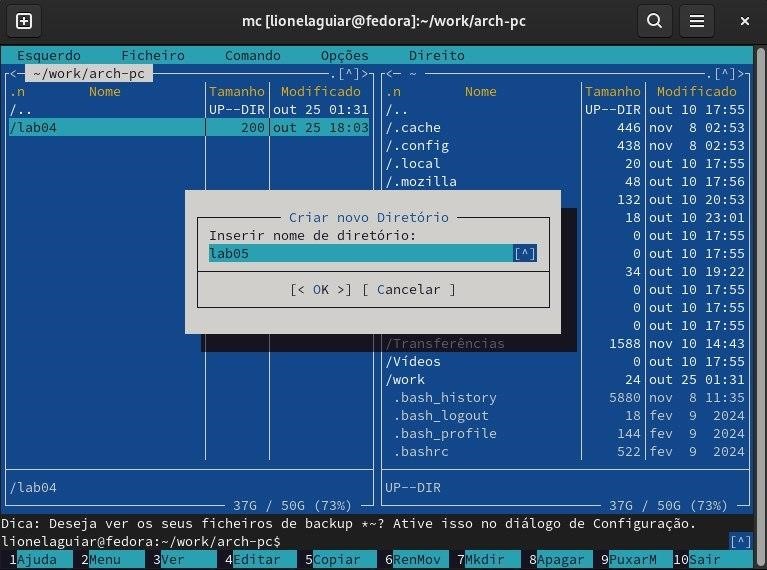 mc [lionelaguiar@fedora]:~/work/arch-pc
Esquerdo Ficheiro Comando Opções Direito
<─ ~/work/arch-pc .[^]>
.n Nome Tamanho Modificado
/.. UP--DIR out 25 01:31
/lab04 200 out 25 18:03
/lab04
37G / 50G (73%)
<─ ~ .[^]>
.n Nome Tamanho Modificado
/.. UP--DIR out 10 17:55
/.cache 446 nov 8 02:53
/.config 438 nov 8 02:53
/.local 20 out 10 17:55
/.mozilla 48 out 10 17:56
132 out 10 20:53
18 out 10 23:01
0 out 10 17:55
0 out 10 17:55
34 out 10 19:22
0 out 10 17:55
0 out 10 17:55
0 out 10 17:55
/Transferências 1588 nov 10 14:43
/Vídeos 0 out 10 17:55
/work 24 out 25 01:31
.bash_history 5880 nov 8 11:35
.bash_logout 18 fev 9 2024
.bash_profile 144 fev 9 2024
.bashrc 522 fev 9 2024
UP--DIR
37G / 50G (73%)
Criar novo Diretório
Inserir nome de diretório:
lab05 [^]
[< OK >] [ Cancelar ]
Dica: Deseja ver os seus ficheiros de backup *~? Ative isso no diálogo de Configuração.
lionelaguiar@fedora:~/work/arch-pc$ [^]
1Ajuda 2Menu 3Ver 4Editar 5Copiar 6RenMov 7Mkdir 8Apagar 9PuxarM 10Sair